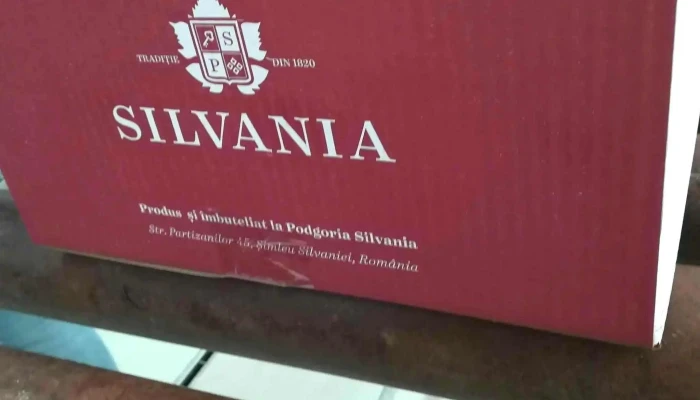 S
P
TRADIȚIE DIN 1820
SILVANIA
Produs și îmbuteliat la Podgoria Silvania
Str. Partizanilor 45, Șimleu Silvaniei, România